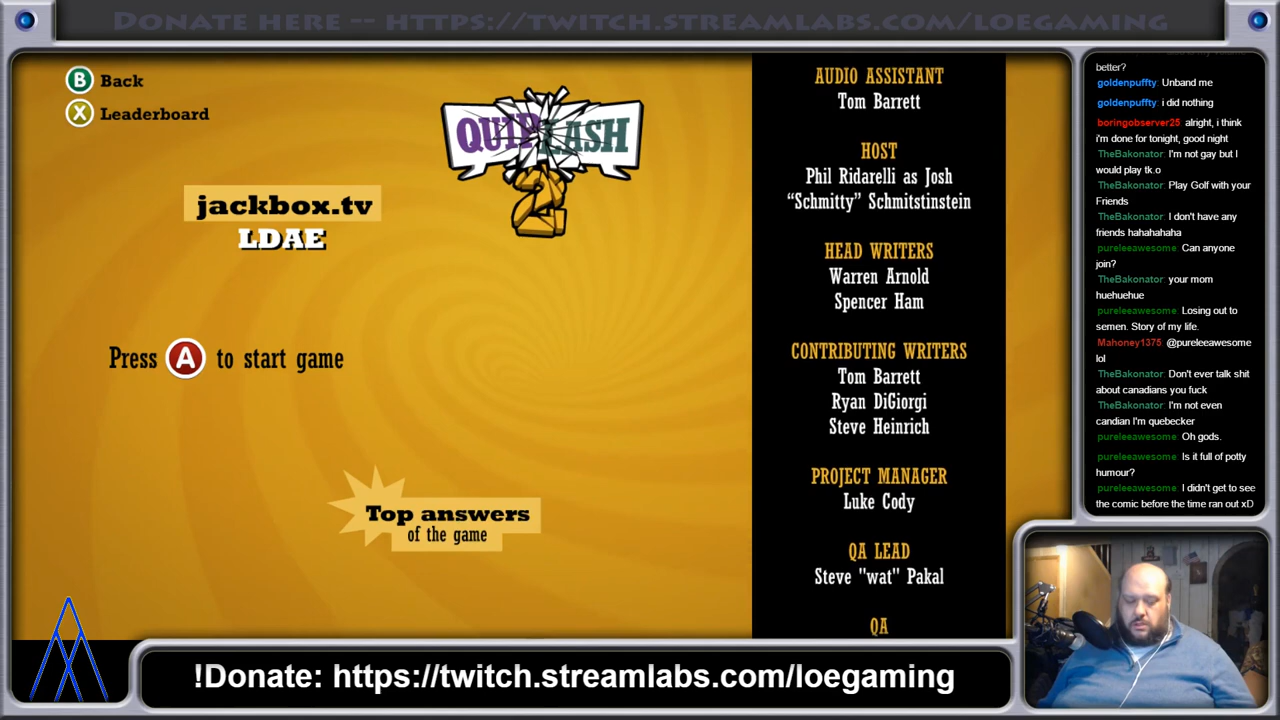 Donate here -- https://twitch.streamlabs.com/loegaming
B Back
X Leaderboard
QUIPLASH
2
jackbox.tv
LDAE
Press A to start game
Top answers
of the game
AUDIO ASSISTANT
Tom Barrett
HOST
Phil Ridarelli as Josh
“Schmitty” Schmitstinstein
HEAD WRITERS
Warren Arnold
Spencer Ham
CONTRIBUTING WRITERS
Tom Barrett
Ryan DiGiorgi
Steve Heinrich
PROJECT MANAGER
Luke Cody
QA LEAD
Steve "wat" Pakal
QA
better?
goldenpuffty: Unband me
goldenpuffty: i did nothing
boringobserver25: alright, i think
i'm done for tonight, good night
TheBakonator: I'm not gay but I
would play tk.o
TheBakonator: Play Golf with your
Friends
TheBakonator: I don't have any
friends hahahahaha
pureleeawesome: Can anyone
join?
TheBakonator: your mom
huehuehue
pureleeawesome: Losing out to
semen. Story of my life.
Mahoney1375: @pureleeawesome
lol
TheBakonator: Don't ever talk shit
about canadians you fuck
TheBakonator: I'm not even
candian I'm quebecker
pureleeawesome: Oh gods.
pureleeawesome: Is it full of potty
humour?
pureleeawesome: I didn't get to see
the comic before the time ran out xD
!Donate: https://twitch.streamlabs.com/loegaming